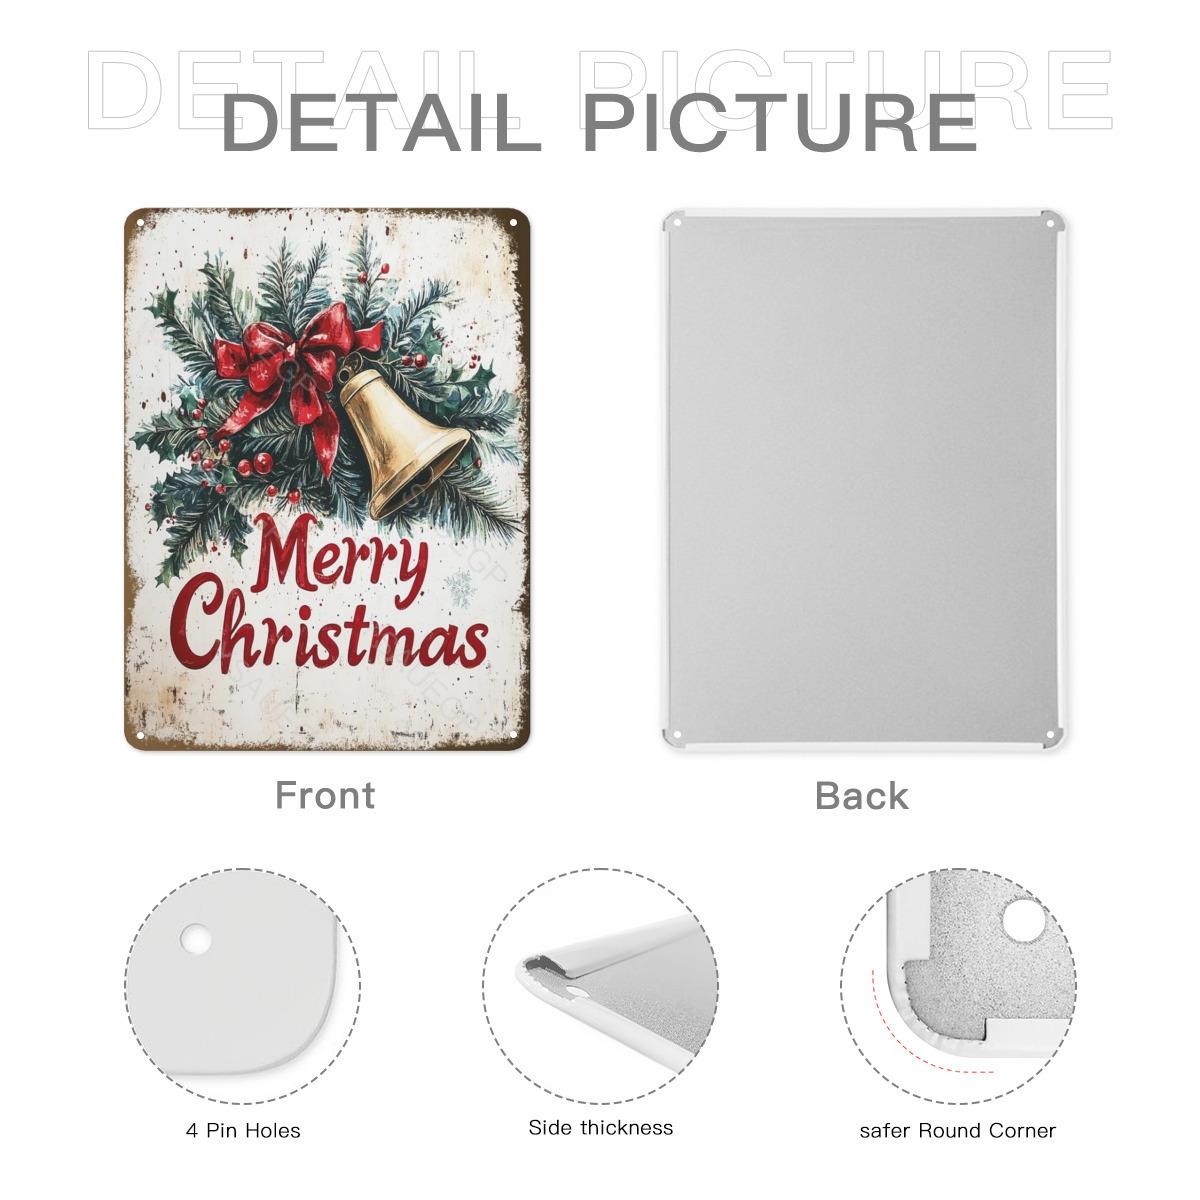 DETAIL PICTURE
DETAIL PICTURE
Merry
Christmas
Front
Back
4 Pin Holes
Side thickness
safer Round Corner